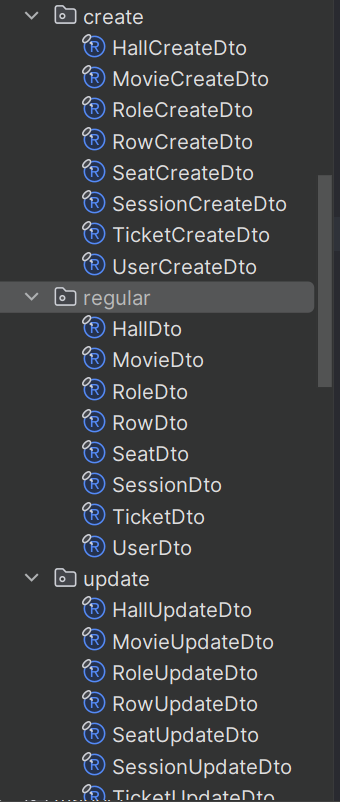 create
HallCreateDto
MovieCreateDto
RoleCreateDto
RowCreateDto
SeatCreateDto
SessionCreateDto
TicketCreateDto
UserCreateDto
regular
HallDto
MovieDto
RoleDto
RowDto
SeatDto
SessionDto
TicketDto
UserDto
update
HallUpdateDto
MovieUpdateDto
RoleUpdateDto
RowUpdateDto
SeatUpdateDto
SessionUpdateDto
TicketUpdateDto